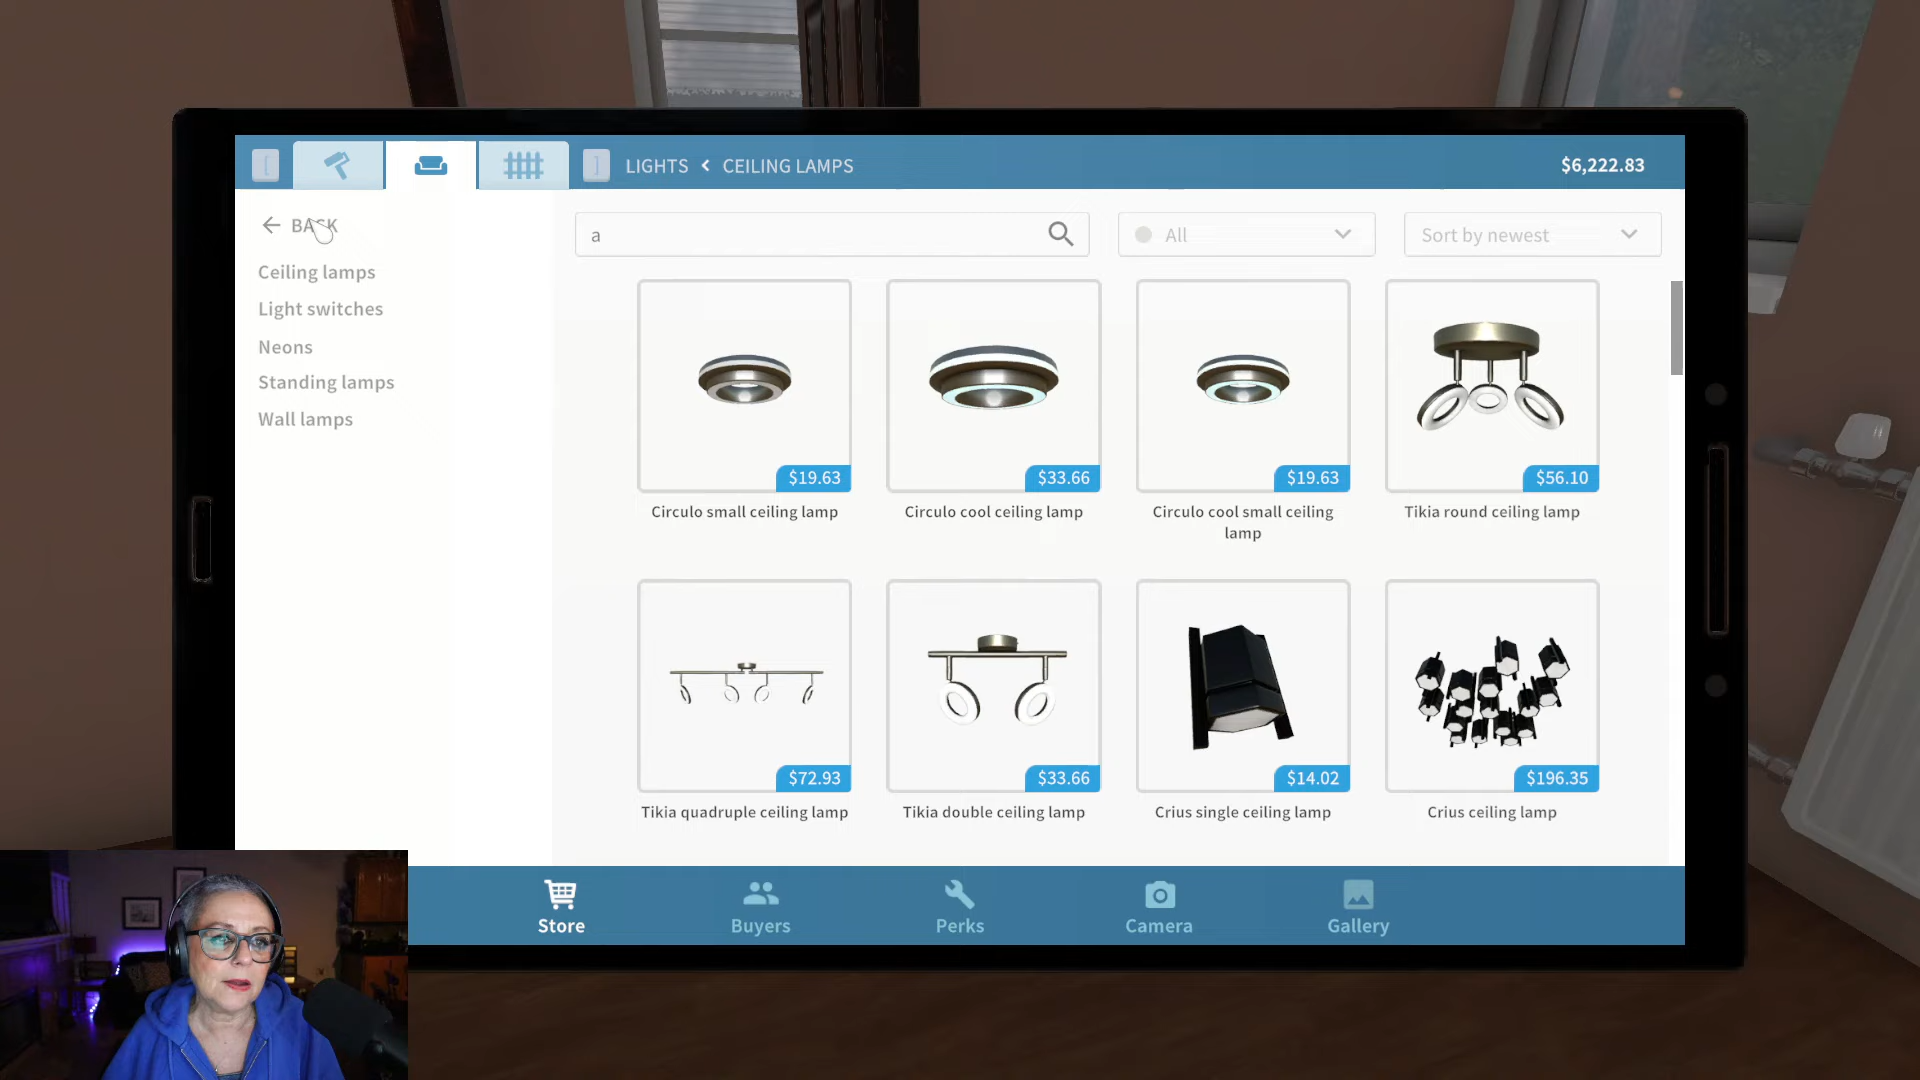 [
]
LIGHTS < CEILING LAMPS
$6,222.83
BACK
Ceiling lamps
Light switches
Neons
Standing lamps
Wall lamps
a
All
Sort by newest
$19.63
$33.66
$19.63
$56.10
Circulo small ceiling lamp
Circulo cool ceiling lamp
Circulo cool small ceiling
lamp
Tikia round ceiling lamp
$72.93
$33.66
$14.02
$196.35
Tikia quadruple ceiling lamp
Tikia double ceiling lamp
Crius single ceiling lamp
Crius ceiling lamp
Store
Buyers
Perks
Camera
Gallery